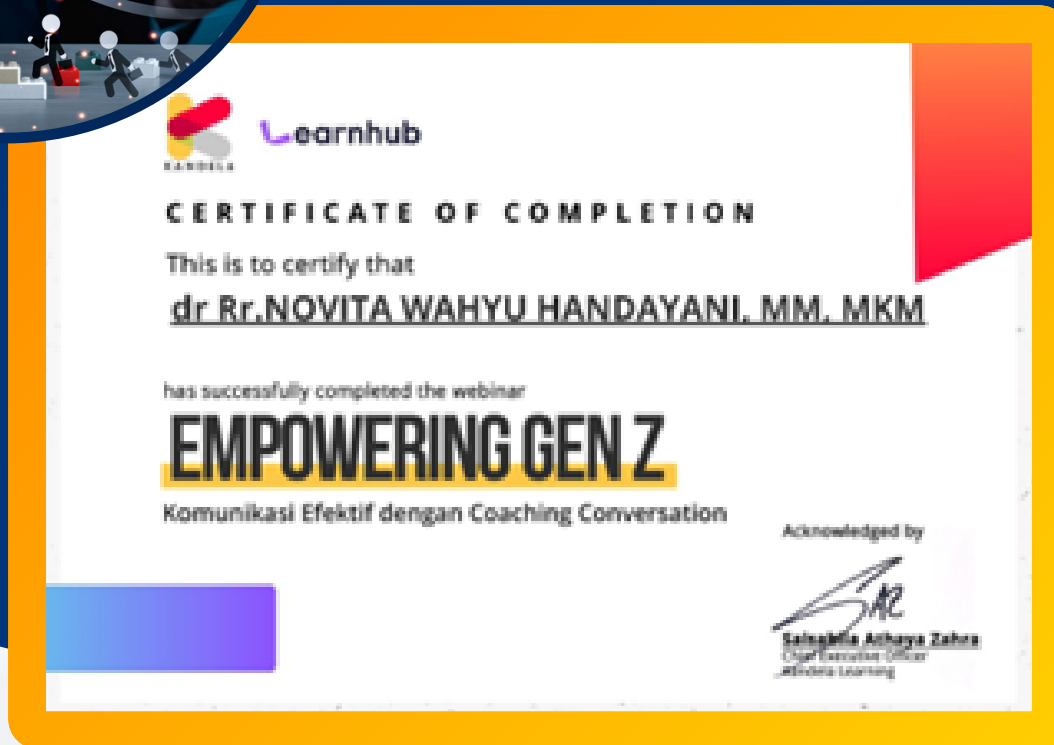 KANDELA
Learnhub
CERTIFICATE OF COMPLETION
This is to certify that
dr Rr.NOVITA WAHYU HANDAYANI, MM, MKM
has successfully completed the webinar
EMPOWERING GEN Z
Komunikasi Efektif dengan Coaching Conversation
Acknowledged by
Salsabila Athaya Zahra
Chief Executive Officer
Kandela Learning